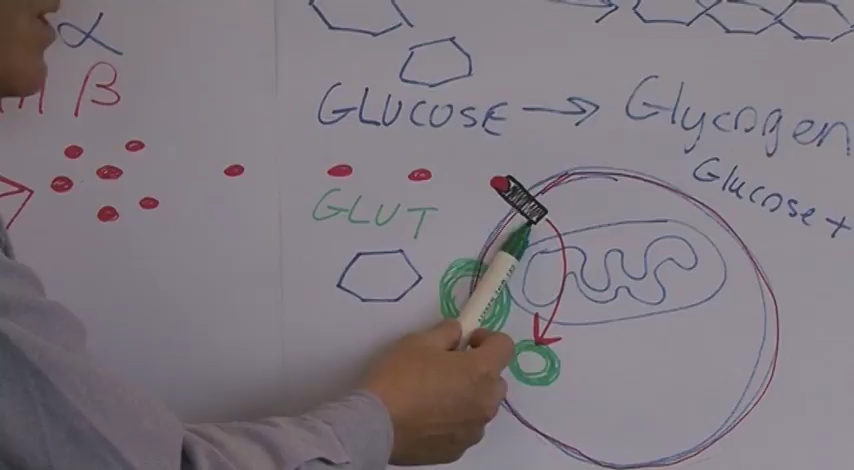 α
β
GLUCOSE → Glycogen
Glucose +
GLUT